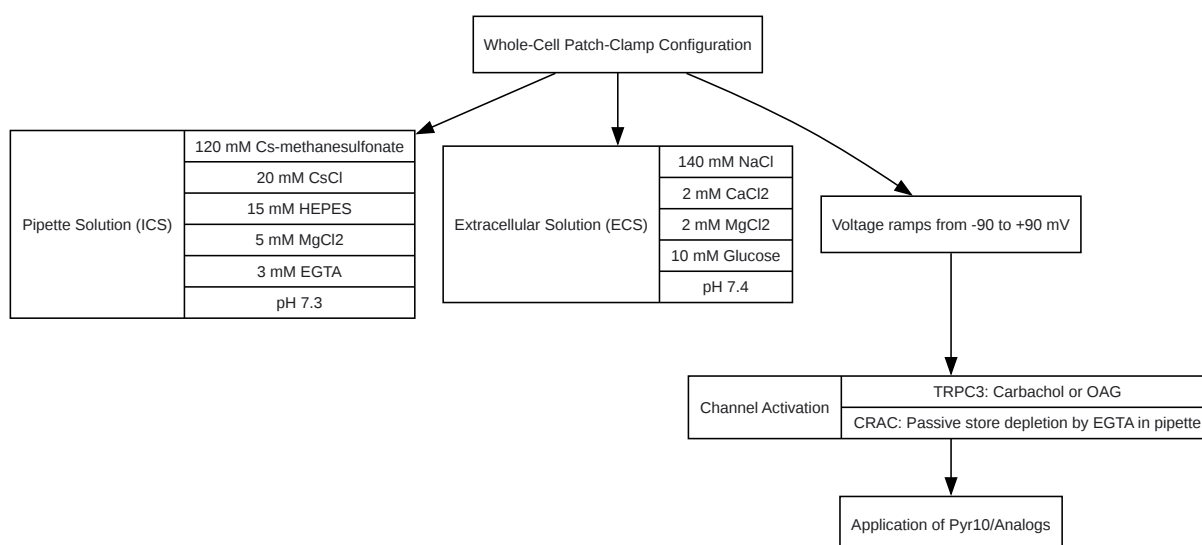 Whole-Cell Patch-Clamp Configuration
Pipette Solution (ICS)
120 mM Cs-methanesulfonate
20 mM CsCl
15 mM HEPES
5 mM MgCl2
3 mM EGTA
pH 7.3
Extracellular Solution (ECS)
140 mM NaCl
2 mM CaCl2
2 mM MgCl2
10 mM Glucose
pH 7.4
Voltage ramps from -90 to +90 mV
Channel Activation
TRPC3: Carbachol or OAG
CRAC: Passive store depletion by EGTA in pipette
Application of Pyr10/Analogs